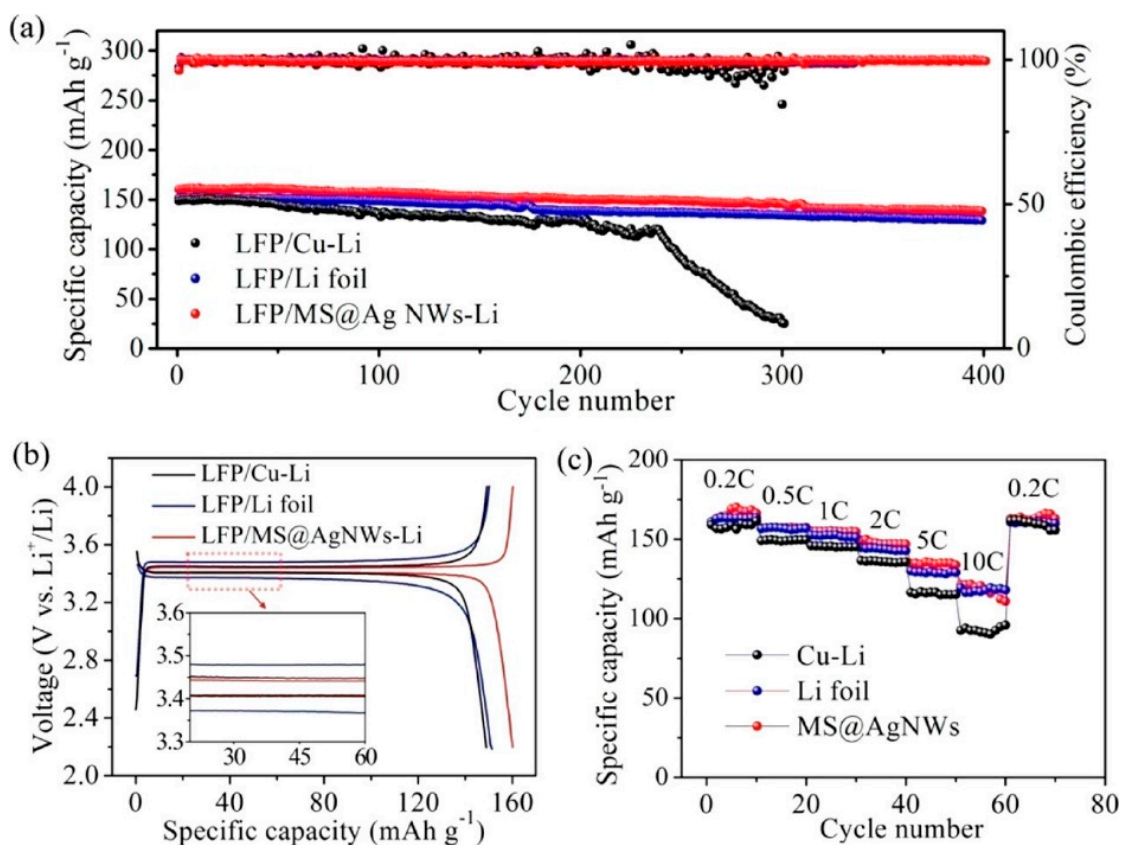 (a)
300
250
200
150
100
50
0
Specific capacity (mAh g⁻¹)
100
50
0
Coulombic efficiency (%)
LFP/Cu-Li
LFP/Li foil
LFP/MS@Ag NWs-Li
0 100 200 300 400
Cycle number
(b)
LFP/Cu-Li
LFP/Li foil
LFP/MS@AgNWs-Li
4.0
3.6
3.2
2.8
2.4
2.0
Voltage (V vs. Li⁺/Li)
3.6
3.5
3.4
3.3
30 45 60
0 40 80 120 160
Specific capacity (mAh g⁻¹)
(c)
200
150
100
50
0
Specific capacity (mAh g⁻¹)
0.2C
0.5C
1C
2C
5C
10C
0.2C
Cu-Li
Li foil
MS@AgNWs
0 20 40 60 80
Cycle number